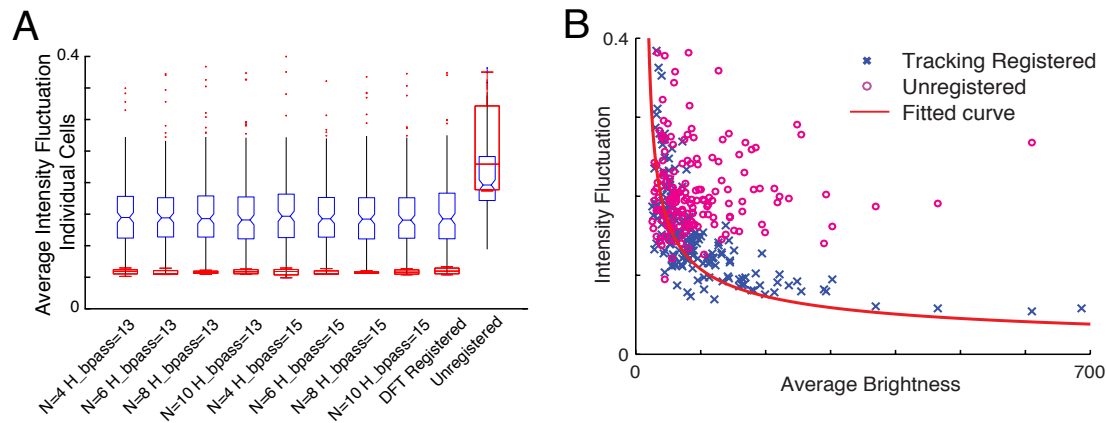 A
Average Intensity Fluctuation
Individual Cells
0.4
0
N=4 H_bpass=13
N=6 H_bpass=13
N=8 H_bpass=13
N=10 H_bpass=13
N=4 H_bpass=15
N=6 H_bpass=15
N=8 H_bpass=15
N=10 H_bpass=15
DFT Registered
Unregistered
B
Intensity Fluctuation
0.4
0
Tracking Registered
Unregistered
Fitted curve
0
700
Average Brightness